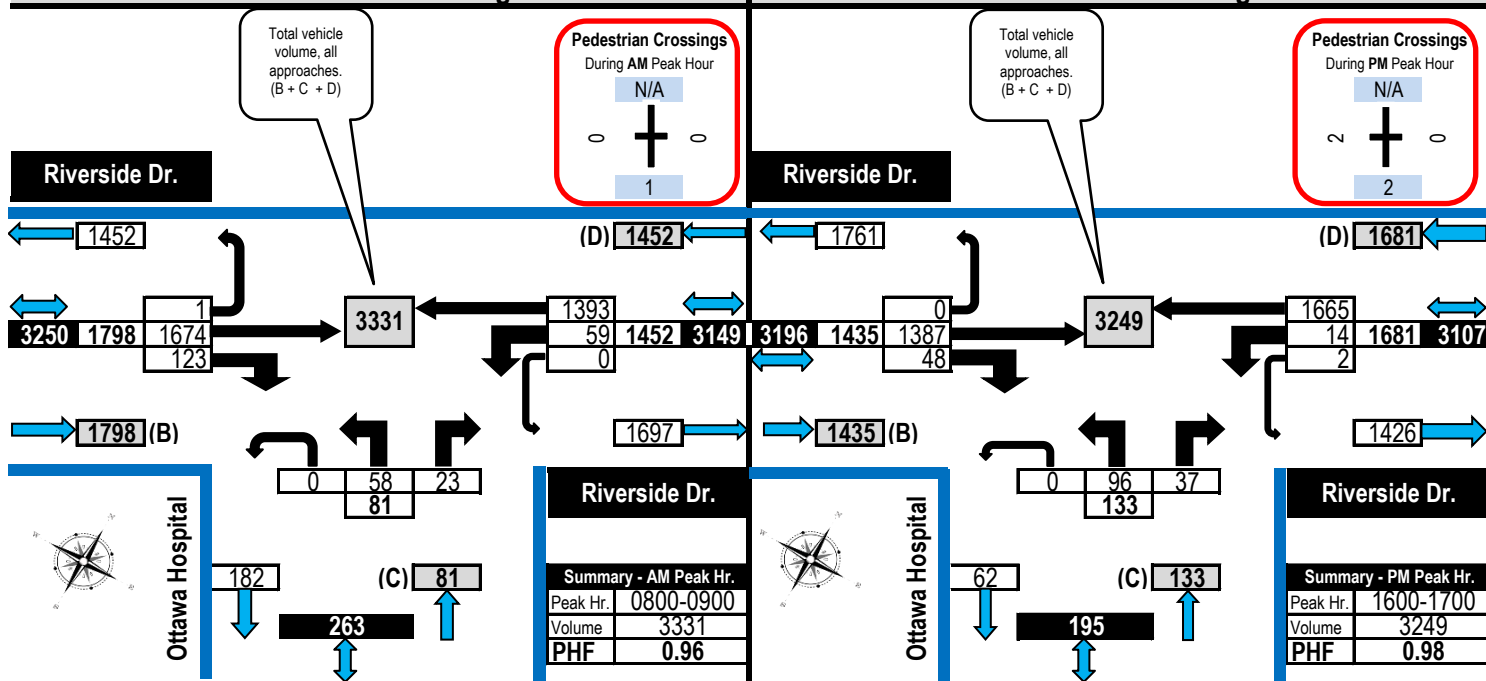 Total vehicle
volume, all
approaches.
(B + C + D)
Pedestrian Crossings
During AM Peak Hour
N/A
0 0
1
Riverside Dr.
1452
(D) 1452
1
1674
123
3250 1798
3331
1393
59
0
1452 3149
1798 (B)
1697
0 58 23
81
Ottawa Hospital
182
(C) 81
263
Riverside Dr.
Summary - AM Peak Hr.
Peak Hr. 0800-0900
Volume 3331
PHF 0.96
Total vehicle
volume, all
approaches.
(B + C + D)
Pedestrian Crossings
During PM Peak Hour
N/A
2 0
2
Riverside Dr.
1761
(D) 1681
0
1387
48
3196 1435
3249
1665
14
2
1681 3107
1435 (B)
1426
0 96 37
133
Ottawa Hospital
62
(C) 133
195
Riverside Dr.
Summary - PM Peak Hr.
Peak Hr. 1600-1700
Volume 3249
PHF 0.98